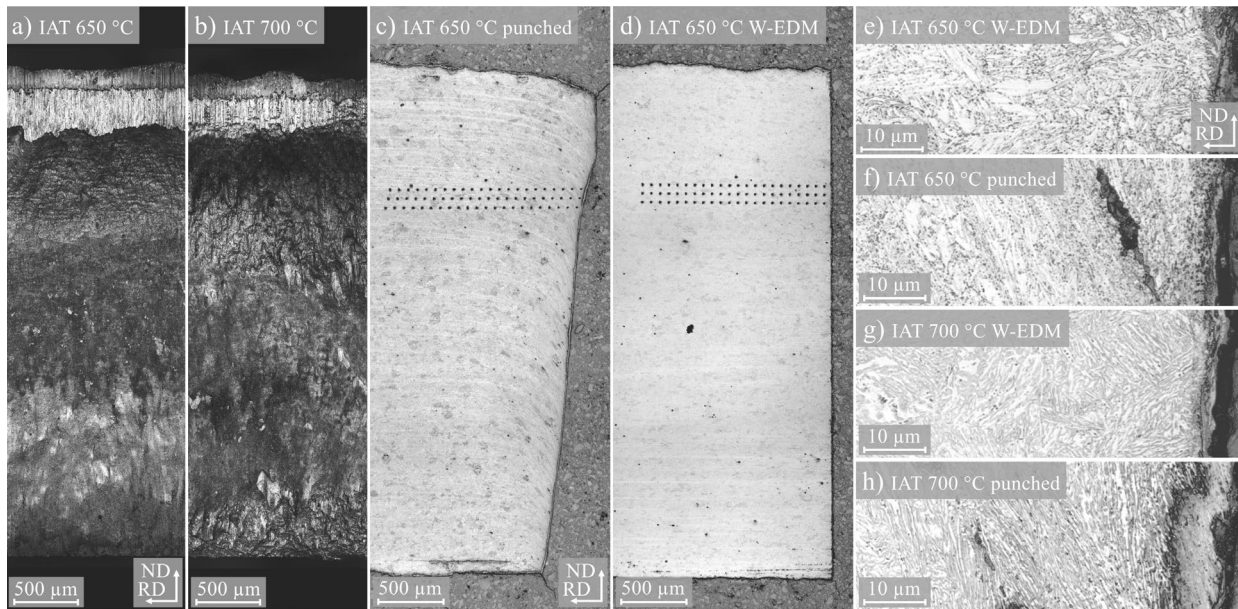 a) IAT 650 °C
500 µm
ND
RD
b) IAT 700 °C
500 µm
c) IAT 650 °C punched
500 µm
ND
RD
d) IAT 650 °C W-EDM
500 µm
e) IAT 650 °C W-EDM
10 µm
ND
RD
f) IAT 650 °C punched
10 µm
g) IAT 700 °C W-EDM
10 µm
h) IAT 700 °C punched
10 µm